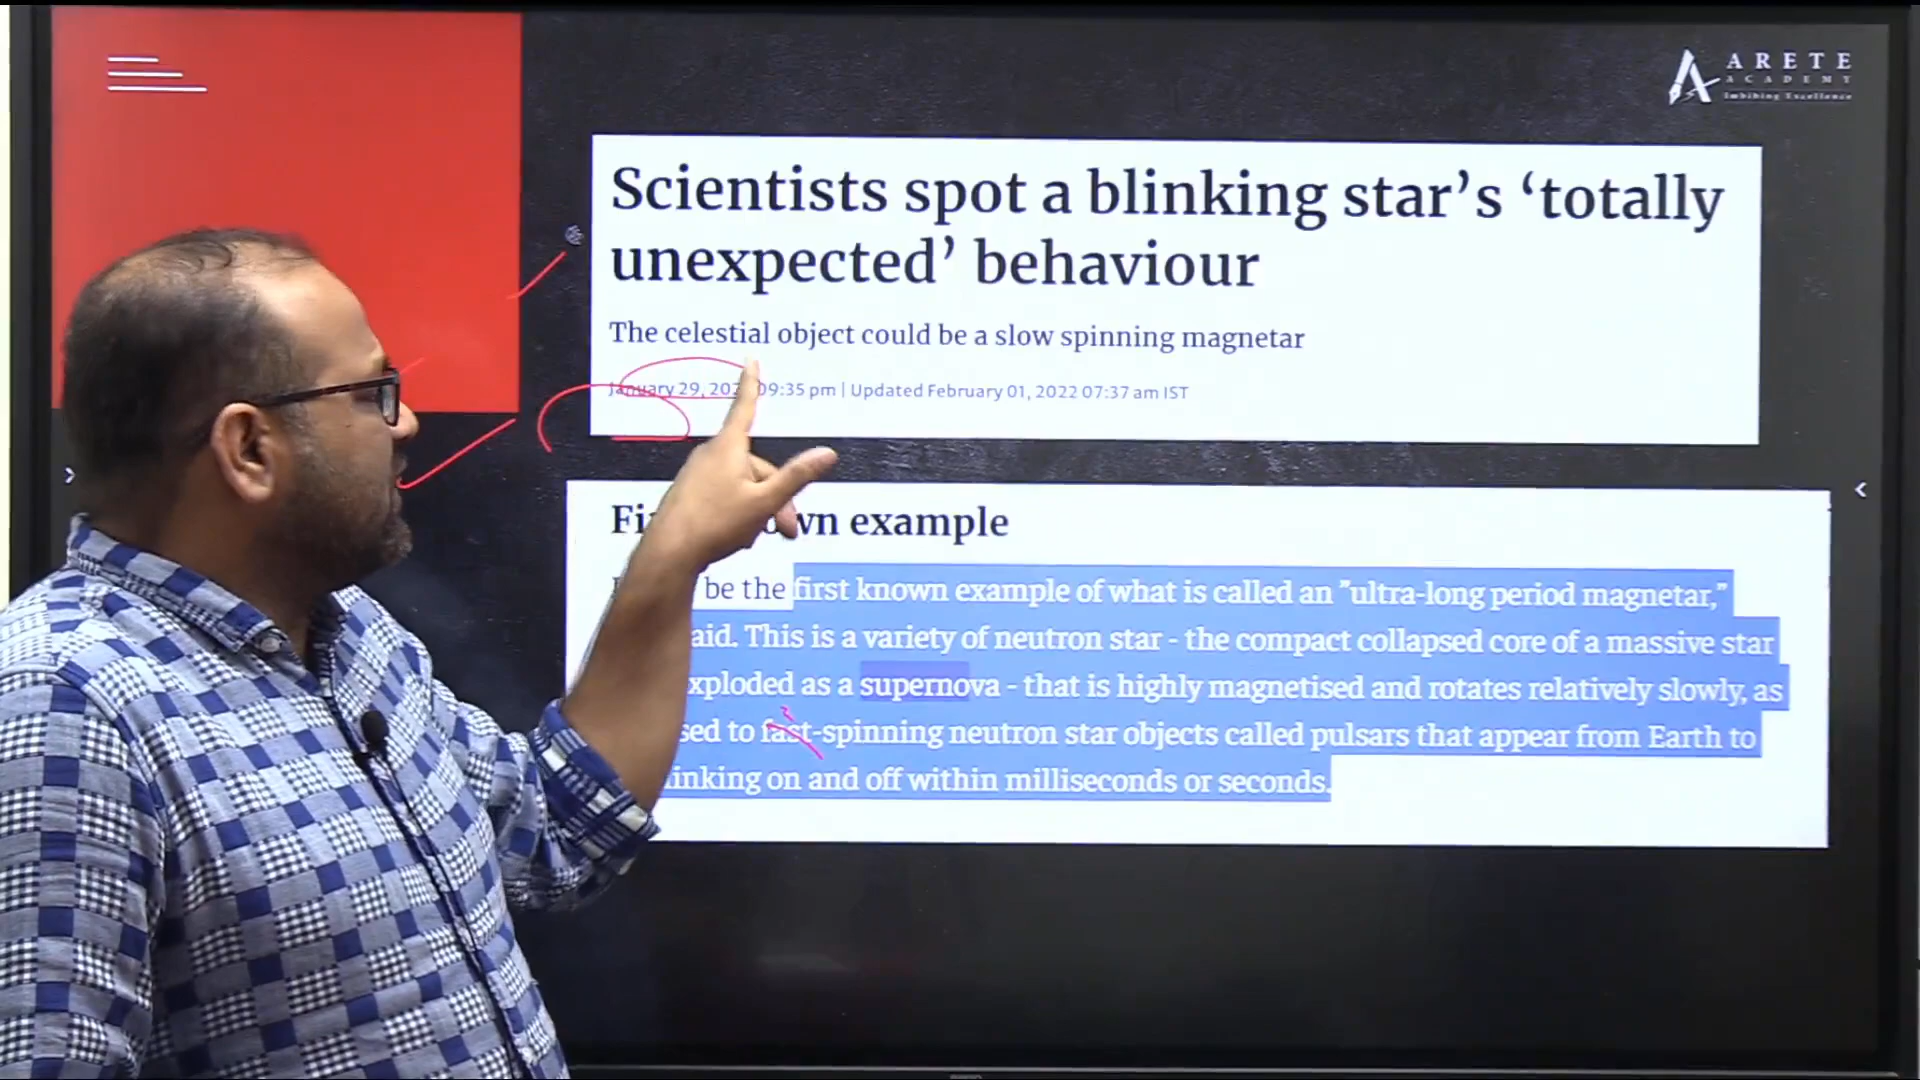 ARETE
ACADEMY
Imbibing Excellence
Scientists spot a blinking star’s ‘totally
unexpected’ behaviour
The celestial object could be a slow spinning magnetar
January 29, 202 09:35 pm | Updated February 01, 2022 07:37 am IST
wn example
be the first known example of what is called an "ultra-long period magnetar,"
aid. This is a variety of neutron star - the compact collapsed core of a massive star
xploded as a supernova - that is highly magnetised and rotates relatively slowly, as
sed to fast-spinning neutron star objects called pulsars that appear from Earth to
inking on and off within milliseconds or seconds.